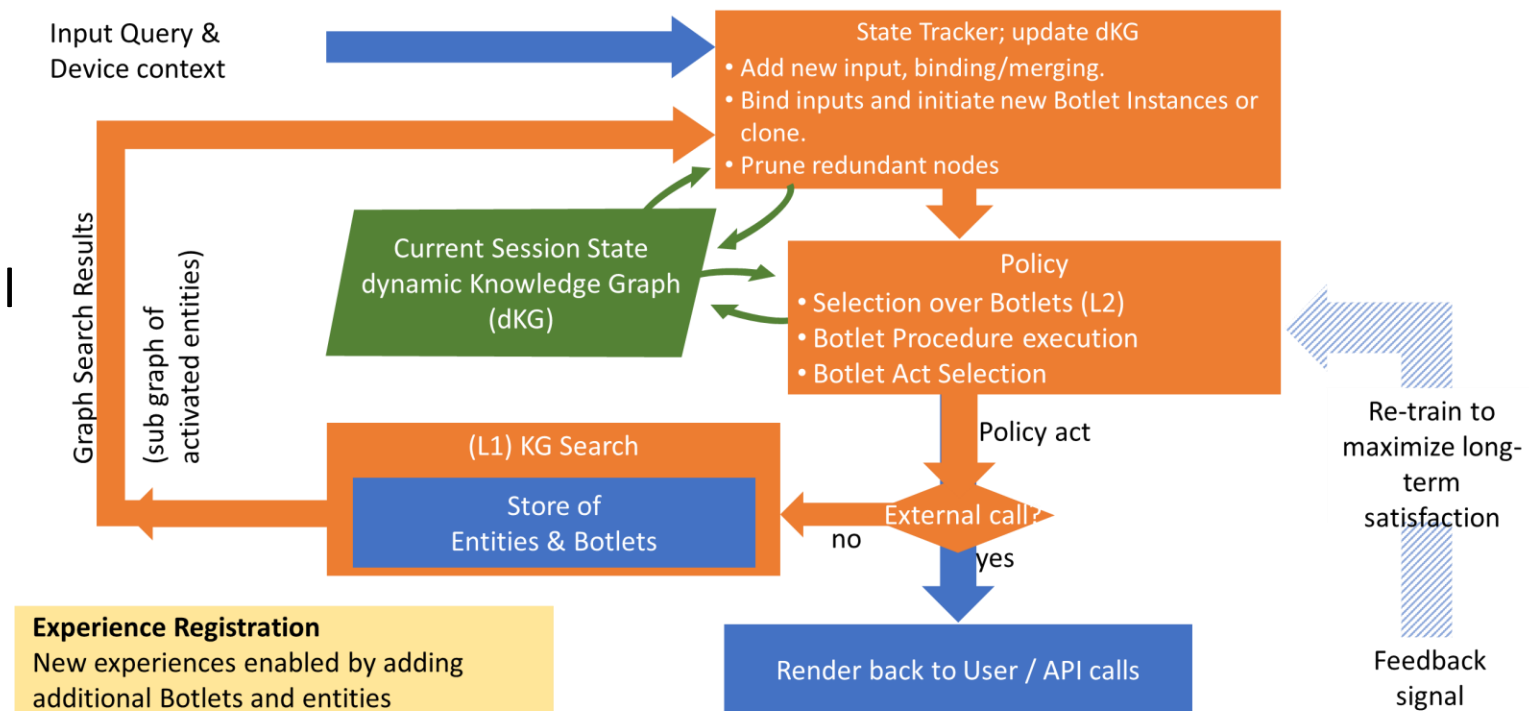 Input Query &
Device context
State Tracker; update dKG
• Add new input, binding/merging.
• Bind inputs and initiate new Botlet Instances or
clone.
• Prune redundant nodes
Graph Search Results
(sub graph of
activated entities)
Current Session State
dynamic Knowledge Graph
(dKG)
Policy
• Selection over Botlets (L2)
• Botlet Procedure execution
• Botlet Act Selection
Policy act
Re-train to
maximize long-
term
satisfaction
(L1) KG Search
Store of
Entities & Botlets
External call?
no
yes
Experience Registration
New experiences enabled by adding
additional Botlets and entities
Render back to User / API calls
Feedback
signal